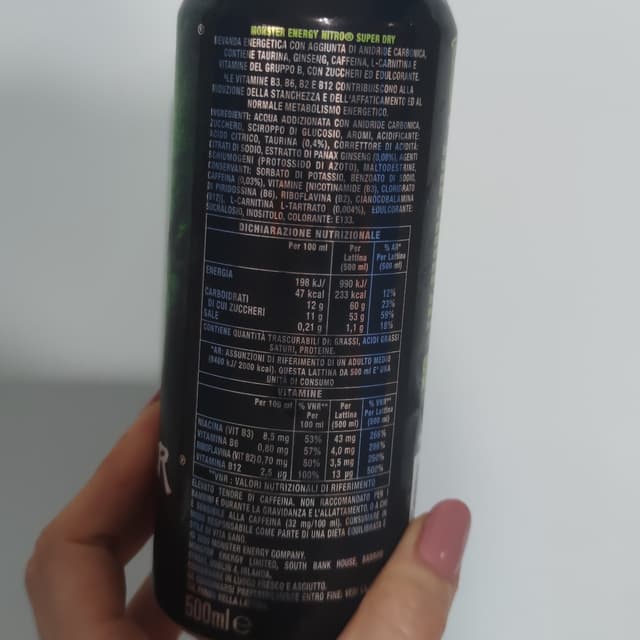 MONSTER ENERGY NITRO® SUPER DRY
BEVANDA ENERGETICA CON AGGIUNTA DI ANIDRIDE CARBONICA,
CONTIENE TAURINA, GINSENG, CAFFEINA, L-CARNITINA E
VITAMINE DEL GRUPPO B, CON ZUCCHERI ED EDULCORANTE.
*LE VITAMINE B3, B6, B2 E B12 CONTRIBUISCONO ALLA
RIDUZIONE DELLA STANCHEZZA E DELL'AFFATICAMENTO ED AL
NORMALE METABOLISMO ENERGETICO.
INGREDIENTI: ACQUA ADDIZIONATA CON ANIDRIDE CARBONICA,
ZUCCHERO, SCIROPPO DI GLUCOSIO, AROMI, ACIDIFICANTE:
ACIDO CITRICO, TAURINA (0,4%), CORRETTORE DI ACIDITÀ:
CITRATI DI SODIO, ESTRATTO DI PANAX GINSENG (0,08%), AGENTI
SCHIUMOGENI (PROTOSSIDO DI AZOTO), MALTODESTRINE,
CONSERVANTI: SORBATO DI POTASSIO, BENZOATO DI SODIO,
CAFFEINA (0,03%), VITAMINE [NICOTINAMIDE (B3), CLORIDRATO
DI PIRIDOSSINA (B6), RIBOFLAVINA (B2), CIANOCOBALAMINA
(B12)], L-CARNITINA L-TARTRATO (0,004%), EDULCORANTE:
SUCRALOSIO, INOSITOLO, COLORANTE: E133.
DICHIARAZIONE NUTRIZIONALE
Per 100 ml Per Lattina (500 ml) % AR* Per Lattina (500 ml)
ENERGIA 198 kJ/ 990 kJ/
47 kcal 233 kcal 12%
CARBOIDRATI 12 g 60 g 23%
DI CUI ZUCCHERI 11 g 53 g 59%
SALE 0,21 g 1,1 g 18%
CONTIENE QUANTITÀ TRASCURABILI DI: GRASSI, ACIDI GRASSI
SATURI, PROTEINE.
*AR: ASSUNZIONI DI RIFERIMENTO DI UN ADULTO MEDIO
(8400 kJ/ 2000 kcal). QUESTA LATTINA DA 500 ml E' UNA
UNITÀ DI CONSUMO
VITAMINE
Per 100 ml % VNR** Per 100 ml Per Lattina (500 ml) % VNR** Per Lattina (500 ml)
NIACINA (VIT B3) 8,5 mg 53% 43 mg
VITAMINA B6 0,80 mg 57% 4,0 mg
RIBOFLAVINA (VIT B2) 0,70 mg 50% 3,5 mg
VITAMINA B12 2,5 µg 100% 13 µg 500%
**VNR: VALORI NUTRIZIONALI DI RIFERIMENTO
ELEVATO TENORE DI CAFFEINA. NON RACCOMANDATO PER I
E DURANTE LA GRAVIDANZA E L'ALLATTAMENTO, O
ALLA CAFFEINA (32 mg/100 ml). CONSUMARE
COME PARTE DI UNA DIETA EQUILIBRATA E
VITA SANO.
MONSTER ENERGY COMPANY.
ENERGY LIMITED, SOUTH BANK HOUSE, BARROW
IRLANDA.
IN LUOGO FRESCO E ASCIUTTO.
ENTRO FINE: VEDI
500ml ℮
R®